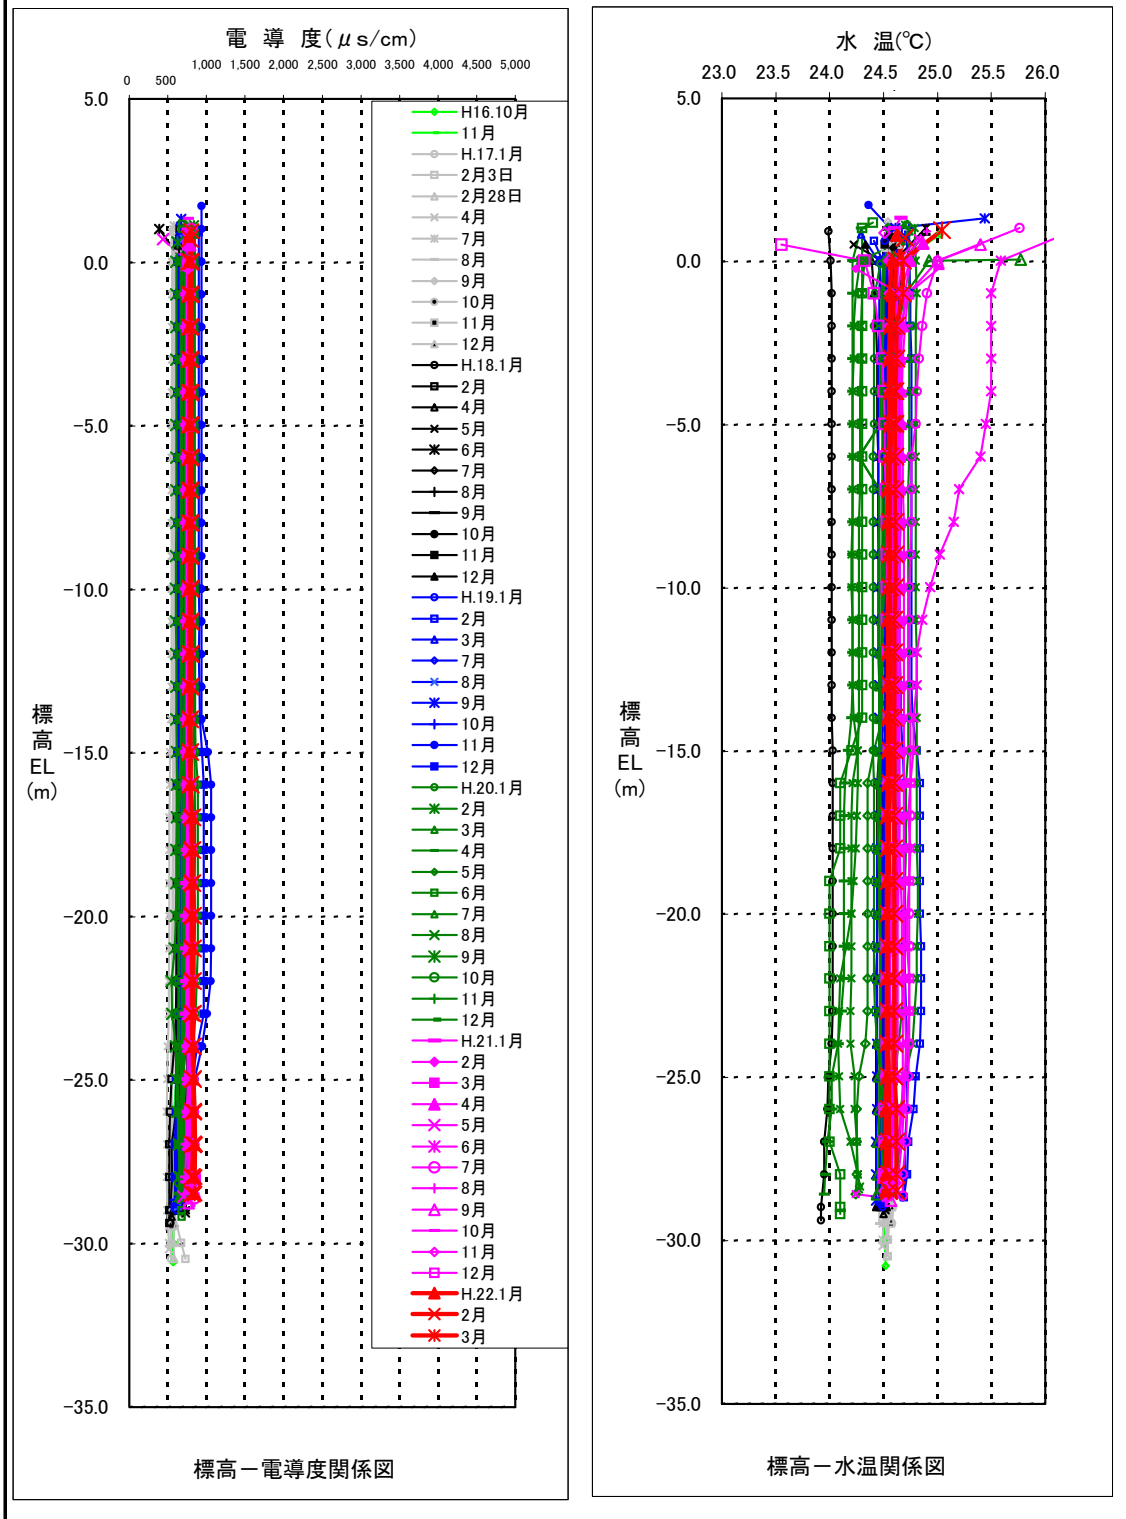 電 導 度(μs/cm)
0 500 1,000 1,500 2,000 2,500 3,000 3,500 4,000 4,500 5,000
5.0
0.0
-5.0
-10.0
-15.0
-20.0
-25.0
-30.0
-35.0
標高EL(m)
H16.10月
11月
H.17.1月
2月3日
2月28日
4月
7月
8月
9月
10月
11月
12月
H.18.1月
2月
4月
5月
6月
7月
8月
9月
10月
11月
12月
H.19.1月
2月
3月
7月
8月
9月
10月
11月
12月
H.20.1月
2月
3月
4月
5月
6月
7月
8月
9月
10月
11月
12月
H.21.1月
2月
3月
4月
5月
6月
7月
8月
9月
10月
11月
12月
H.22.1月
2月
3月
標高－電導度関係図
水 温(℃)
23.0 23.5 24.0 24.5 25.0 25.5 26.0
5.0
0.0
-5.0
-10.0
-15.0
-20.0
-25.0
-30.0
-35.0
標高EL(m)
標高－水温関係図